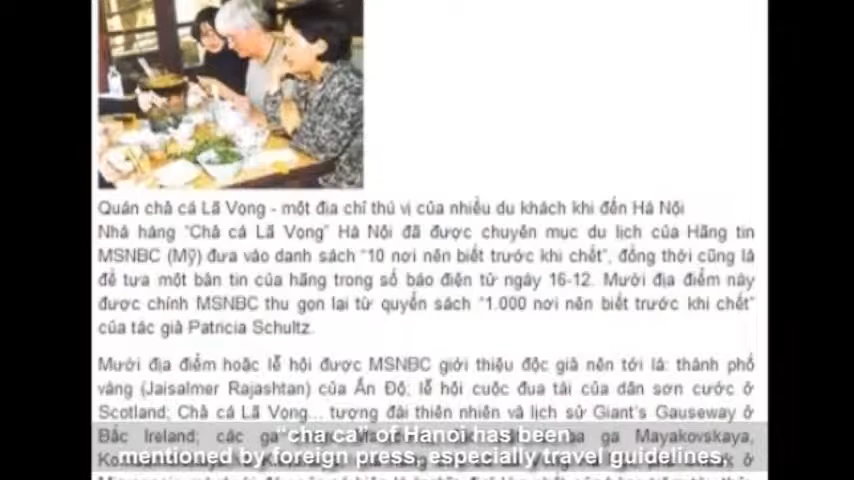 Quán chả cá Lã Vọng - một địa chỉ thú vị của nhiều du khách khi đến Hà Nội
Nhà hàng "Chả cá Lã Vọng" Hà Nội đã được chuyên mục du lịch của Hãng tin
MSNBC (Mỹ) đưa vào danh sách "10 nơi nên biết trước khi chết", đồng thời cũng là
đề tựa một bản tin của hãng trong số báo điện tử ngày 16-12. Mười địa điểm này
được chính MSNBC thu gọn lại từ quyển sách "1.000 nơi nên biết trước khi chết"
của tác giả Patricia Schultz.
Mười địa điểm hoặc lễ hội được MSNBC giới thiệu độc giả nên tới là: thành phố
vàng (Jaisalmer Rajashtan) của Ấn Độ; lễ hội cuộc đua tài của dân sơn cước ở
Scotland; Chả cá Lã Vọng... tượng đài thiên nhiên và lịch sử Giant's Gauseway ở
Bắc Ireland; các ga ga Mayakovskaya,
"cha ca" of Hanoi has been
mentioned by foreign press, especially travel guidelines,